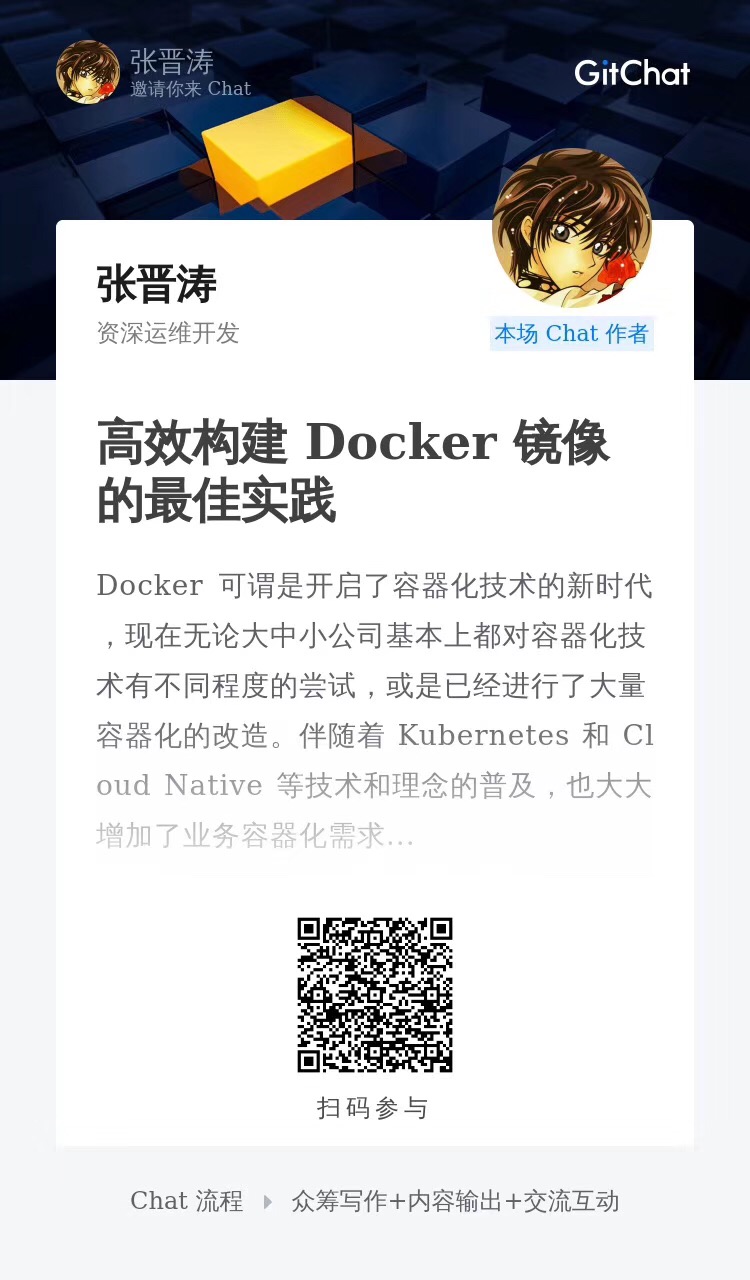 张晋涛
邀请你来 Chat
GitChat
张晋涛
资深运维开发
本场 Chat 作者
高效构建 Docker 镜像
的最佳实践
Docker 可谓是开启了容器化技术的新时代
，现在无论大中小公司基本上都对容器化技
术有不同程度的尝试，或是已经进行了大量
容器化的改造。伴随着 Kubernetes 和 Cl
oud Native 等技术和理念的普及，也大大
增加了业务容器化需求...
扫码参与
Chat 流程 众筹写作+内容输出+交流互动